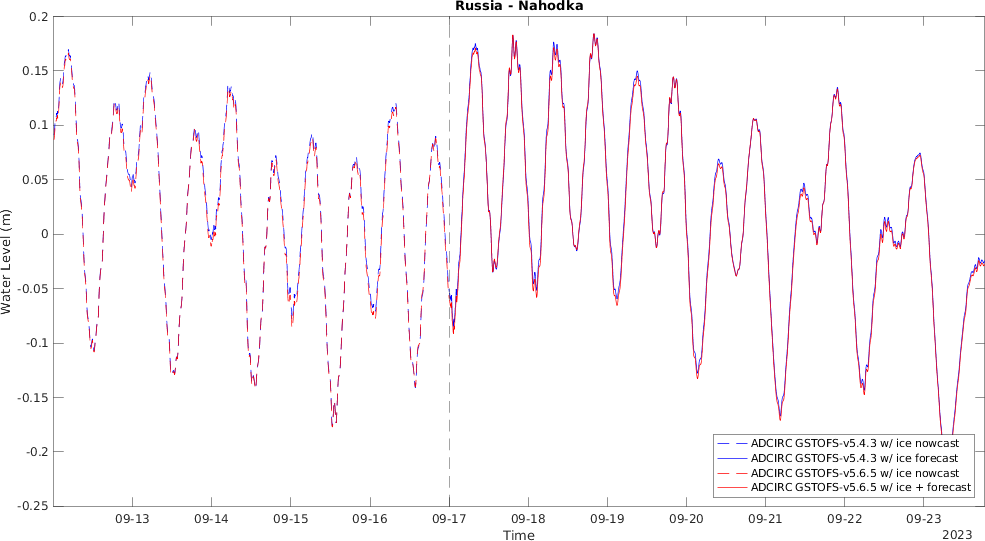 Russia - Nahodka
0.2
0.15
0.1
0.05
0
-0.05
-0.1
-0.15
-0.2
-0.25
Water Level (m)
ADCIRC GSTOFS-v5.4.3 w/ ice nowcast
ADCIRC GSTOFS-v5.4.3 w/ ice forecast
ADCIRC GSTOFS-v5.6.5 w/ ice nowcast
ADCIRC GSTOFS-v5.6.5 w/ ice + forecast
09-13 09-14 09-15 09-16 09-17 09-18 09-19 09-20 09-21 09-22 09-23
Time
2023